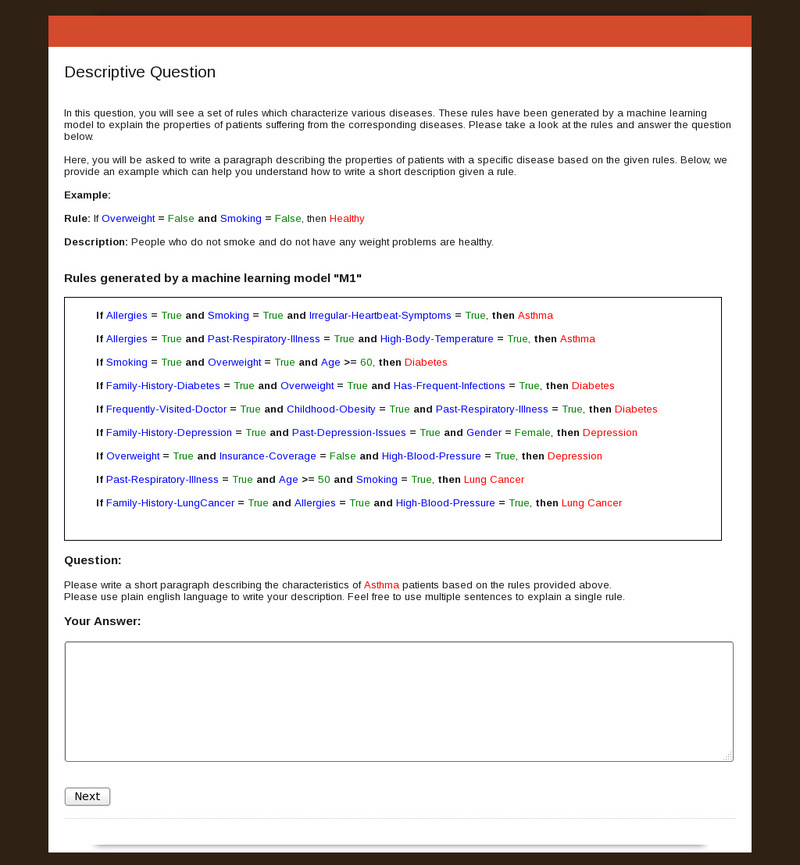 Descriptive Question
In this question, you will see a set of rules which characterize various diseases. These rules have been generated by a machine learning
model to explain the properties of patients suffering from the corresponding diseases. Please take a look at the rules and answer the question
below.
Here, you will be asked to write a paragraph describing the properties of patients with a specific disease based on the given rules. Below, we
provide an example which can help you understand how to write a short description given a rule.
Example:
Rule: If Overweight = False and Smoking = False, then Healthy
Description: People who do not smoke and do not have any weight problems are healthy.
Rules generated by a machine learning model "M1"
If Allergies = True and Smoking = True and Irregular-Heartbeat-Symptoms = True, then Asthma
If Allergies = True and Past-Respiratory-Illness = True and High-Body-Temperature = True, then Asthma
If Smoking = True and Overweight = True and Age >= 60, then Diabetes
If Family-History-Diabetes = True and Overweight = True and Has-Frequent-Infections = True, then Diabetes
If Frequently-Visited-Doctor = True and Childhood-Obesity = True and Past-Respiratory-Illness = True, then Diabetes
If Family-History-Depression = True and Past-Depression-Issues = True and Gender = Female, then Depression
If Overweight = True and Insurance-Coverage = False and High-Blood-Pressure = True, then Depression
If Past-Respiratory-Illness = True and Age >= 50 and Smoking = True, then Lung Cancer
If Family-History-LungCancer = True and Allergies = True and High-Blood-Pressure = True, then Lung Cancer
Question:
Please write a short paragraph describing the characteristics of Asthma patients based on the rules provided above.
Please use plain english language to write your description. Feel free to use multiple sentences to explain a single rule.
Your Answer:
Next